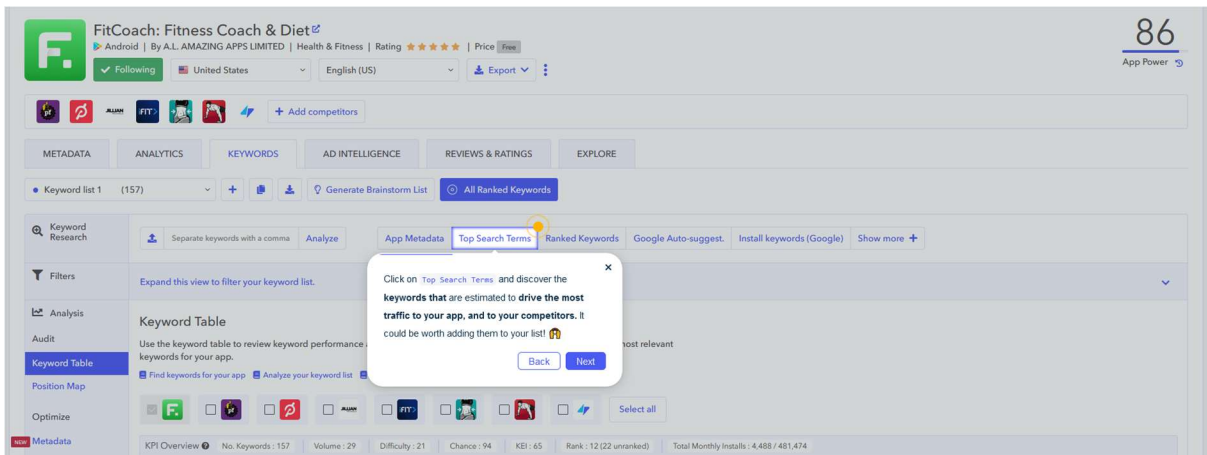 FitCoach: Fitness Coach & Diet
86
Android | By A.L. AMAZING APPS LIMITED | Health & Fitness | Rating | Price Free
App Power
Following
United States
English (US)
Export
F.
pf
JILLIAN
iFIT
+ Add competitors
METADATA
ANALYTICS
KEYWORDS
AD INTELLIGENCE
REVIEWS & RATINGS
EXPLORE
Keyword list 1 (157)
+
Generate Brainstorm List
All Ranked Keywords
Keyword Research
Separate keywords with a comma
Analyze
App Metadata
Top Search Terms
Ranked Keywords
Google Auto-suggest.
Install keywords (Google)
Show more +
Filters
Expand this view to filter your keyword list.
Click on Top Search Terms and discover the
keywords that are estimated to drive the most
traffic to your app, and to your competitors. It
could be worth adding them to your list!
Back
Next
Analysis
Audit
Keyword Table
Position Map
Optimize
NEW Metadata
Keyword Table
Use the keyword table to review keyword performance
most relevant
keywords for your app.
Find keywords for your app
Analyze your keyword list
F.
pf
JILLIAN
iFIT
Select all
KPI Overview
No. Keywords : 157
Volume : 29
Difficulty : 21
Chance : 94
KEI : 65
Rank : 12 (22 unranked)
Total Monthly Installs : 4,488 / 481,474